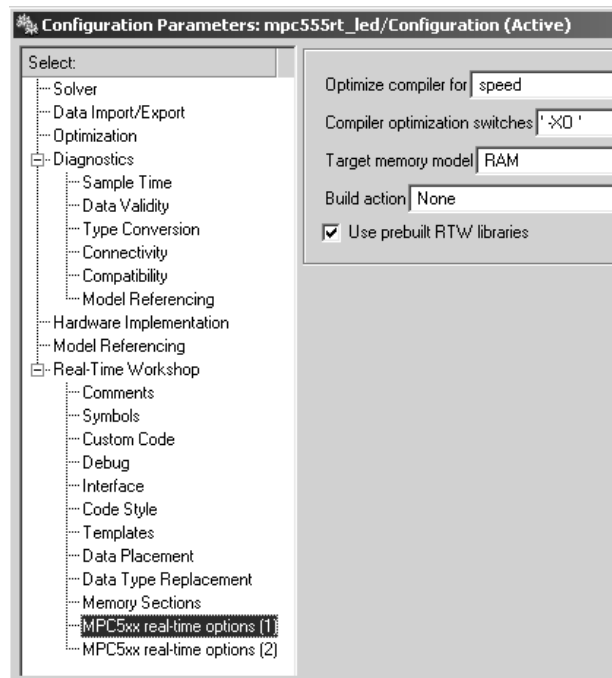 Configuration Parameters: mpc555rt_led/Configuration (Active)
Select:
Solver
Data Import/Export
Optimization
Diagnostics
Sample Time
Data Validity
Type Conversion
Connectivity
Compatibility
Model Referencing
Hardware Implementation
Model Referencing
Real-Time Workshop
Comments
Symbols
Custom Code
Debug
Interface
Code Style
Templates
Data Placement
Data Type Replacement
Memory Sections
MPC5xx real-time options (1)
MPC5xx real-time options (2)
Optimize compiler for speed
Compiler optimization switches '-XO '
Target memory model RAM
Build action None
Use prebuilt RTW libraries